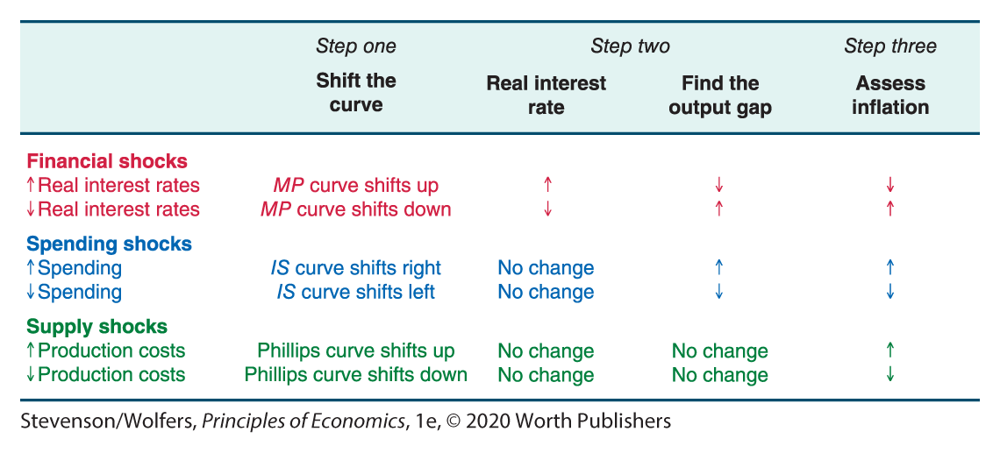 Step one Step two Step three
Shift the curve Real interest rate Find the output gap Assess inflation
Financial shocks
↑ Real interest rates MP curve shifts up ↑ ↓ ↓
↓ Real interest rates MP curve shifts down ↓ ↑ ↑
Spending shocks
↑ Spending IS curve shifts right No change ↑ ↑
↓ Spending IS curve shifts left No change ↓ ↓
Supply shocks
↑ Production costs Phillips curve shifts up No change No change ↑
↓ Production costs Phillips curve shifts down No change No change ↓
Stevenson/Wolfers, Principles of Economics, 1e, © 2020 Worth Publishers